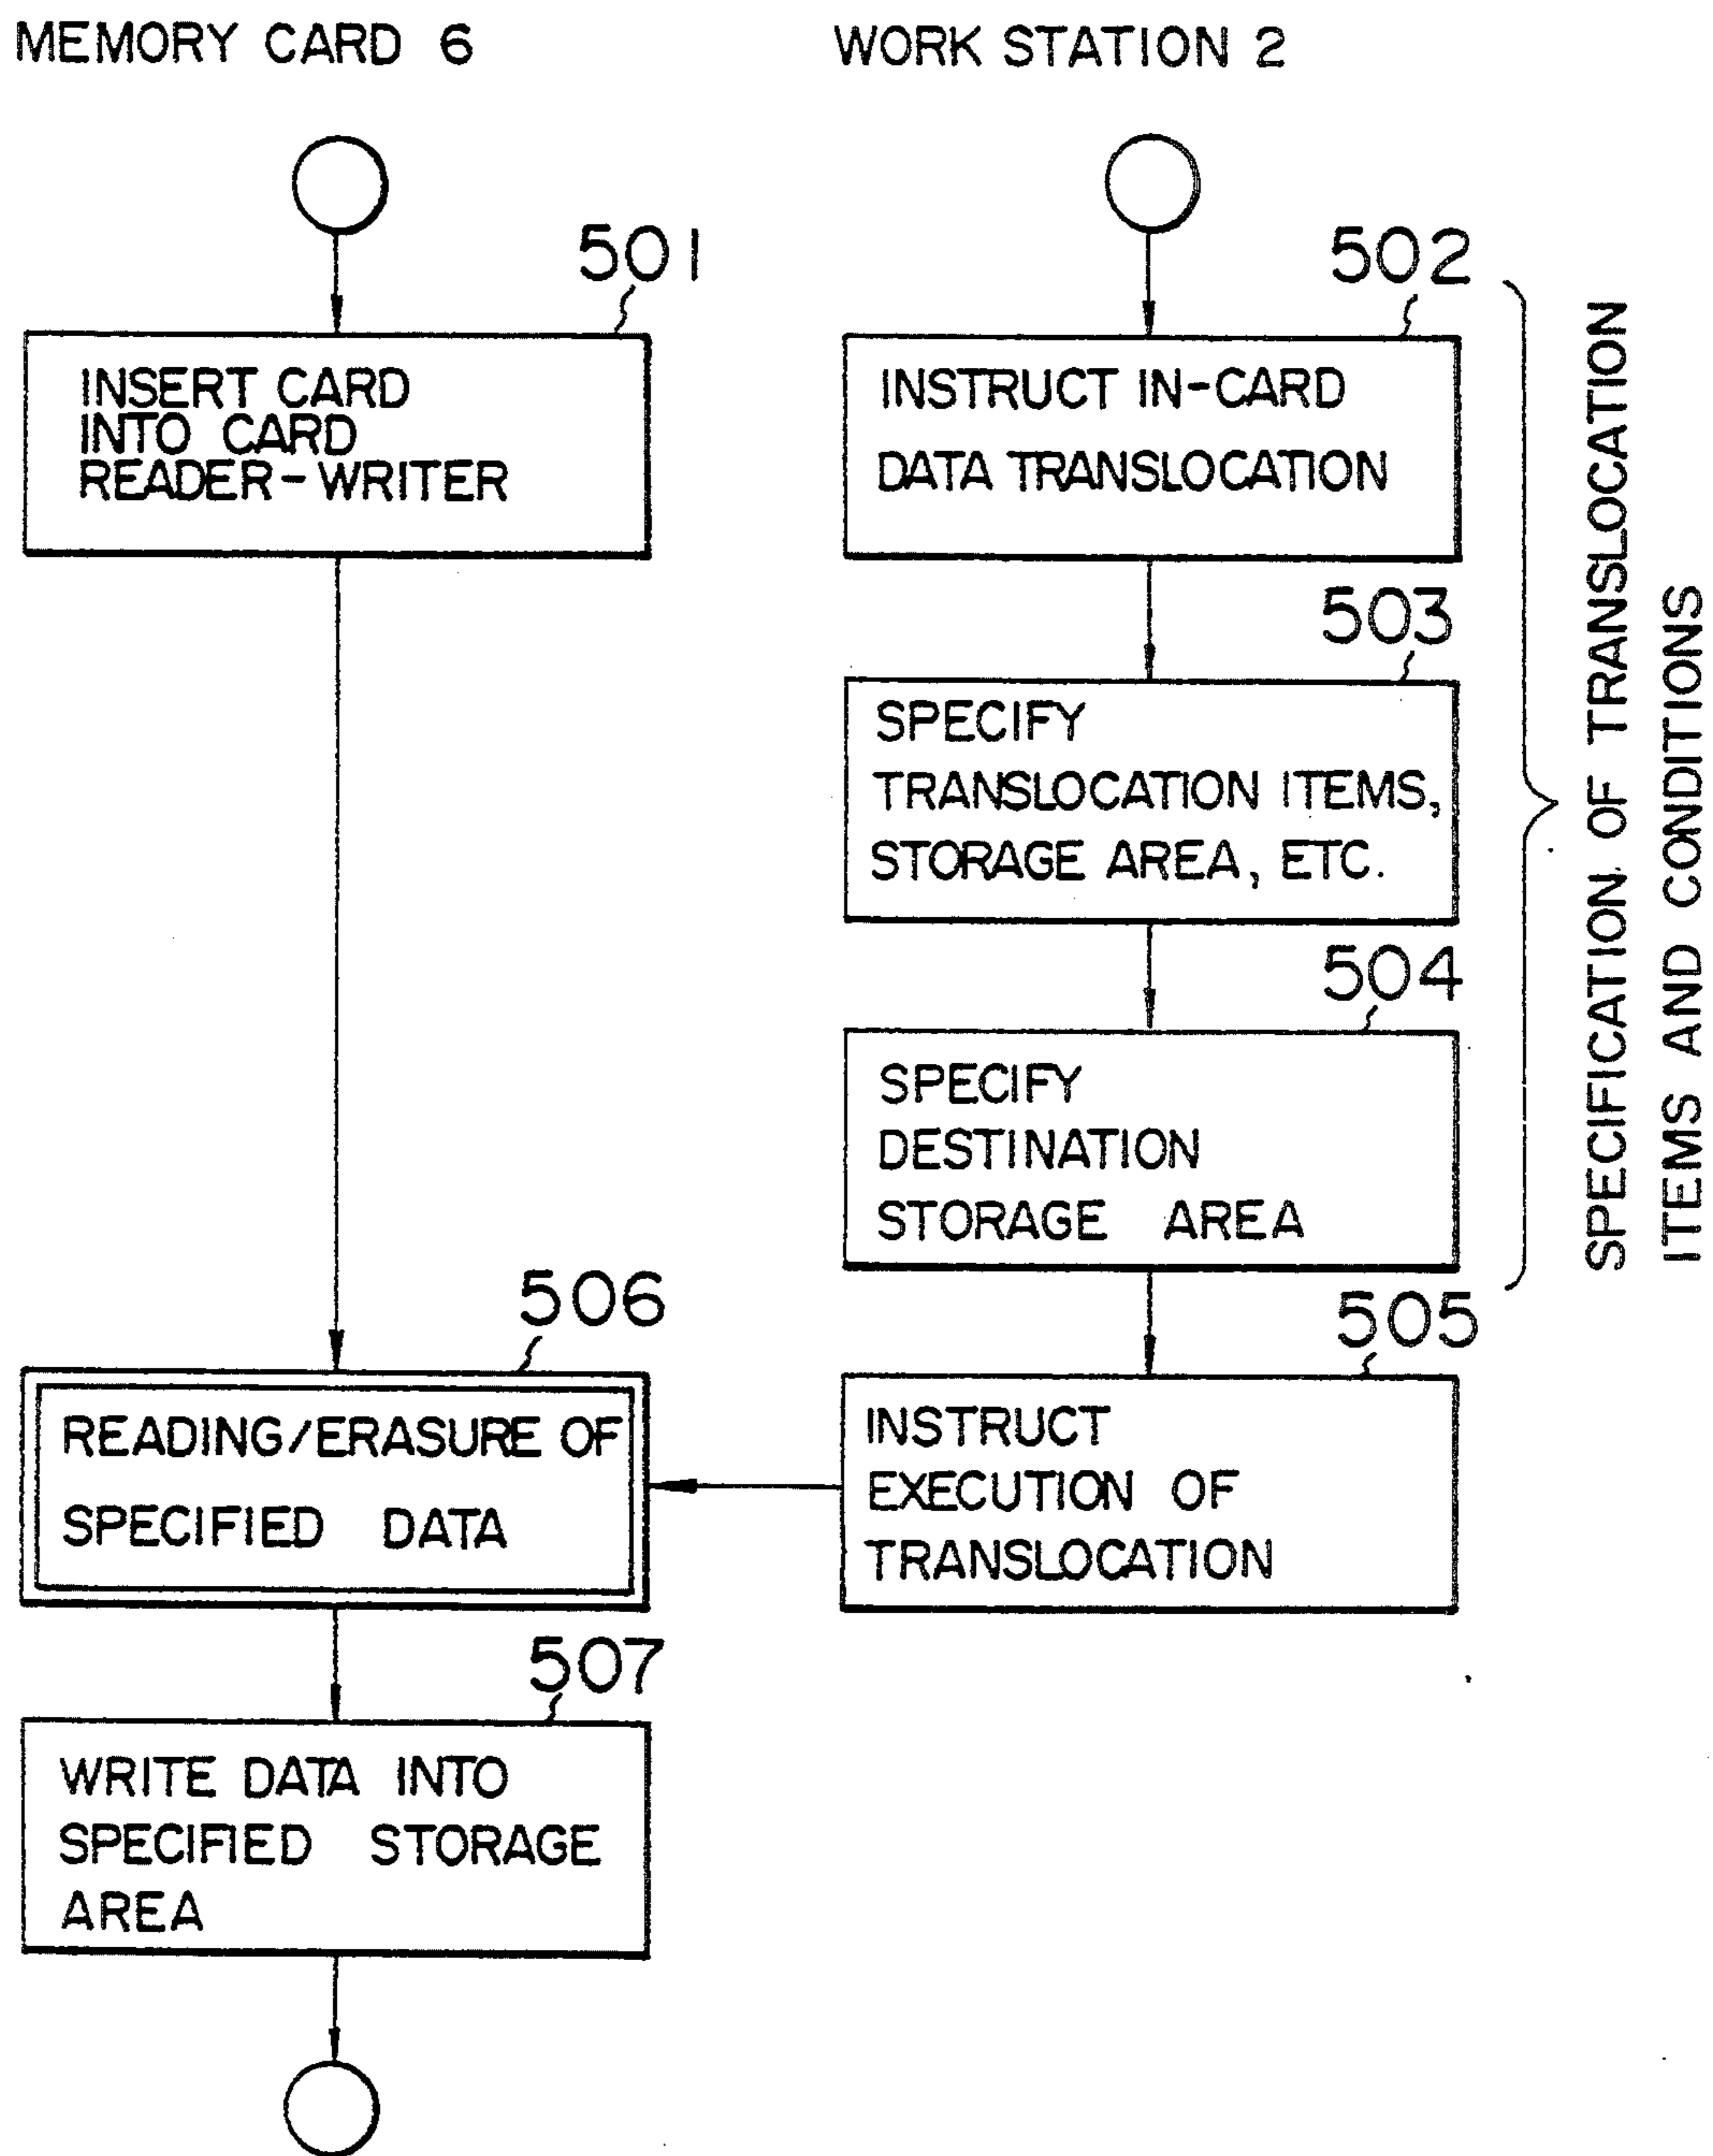 MEMORY CARD 6
WORK STATION 2
501
INSERT CARD
INTO CARD
READER-WRITER
502
INSTRUCT IN-CARD
DATA TRANSLOCATION
503
SPECIFY
TRANSLOCATION ITEMS,
STORAGE AREA, ETC.
504
SPECIFY
DESTINATION
STORAGE AREA
SPECIFICATION OF TRANSLOCATION
ITEMS AND CONDITIONS
505
INSTRUCT
EXECUTION OF
TRANSLOCATION
506
READING/ERASURE OF
SPECIFIED DATA
507
WRITE DATA INTO
SPECIFIED STORAGE
AREA